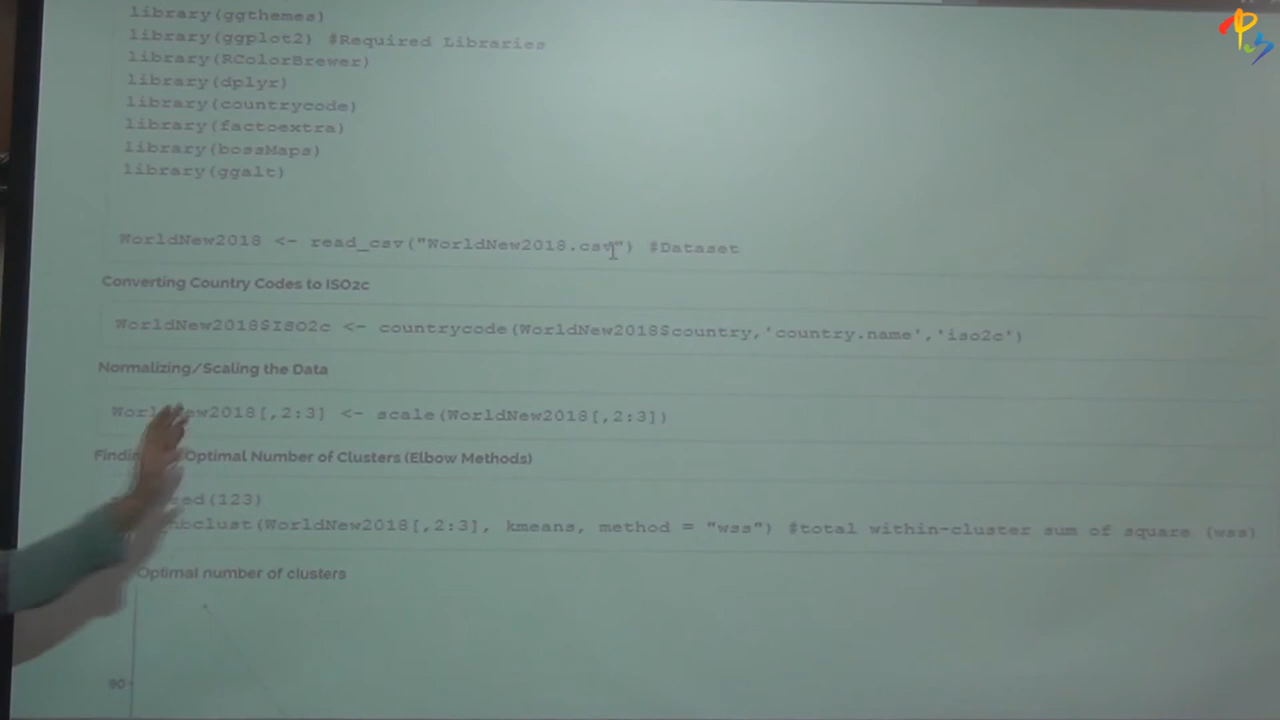 library(ggthemes)
library(ggplot2) #Required Libraries
library(RColorBrewer)
library(dplyr)
library(countrycode)
library(factoextra)
library(bossMaps)
library(ggalt)
WorldNew2018 <- read_csv("WorldNew2018.csv") #Dataset
Converting Country Codes to ISO2c
WorldNew2018$ISO2c <- countrycode(WorldNew2018$country,'country.name','iso2c')
Normalizing/Scaling the Data
WorldNew2018[,2:3] <- scale(WorldNew2018[,2:3])
Optimal Number of Clusters (Elbow Methods)
(123)
(WorldNew2018[,2:3], kmeans, method = "wss") #total within-cluster sum of square (wss)
Optimal number of clusters
90